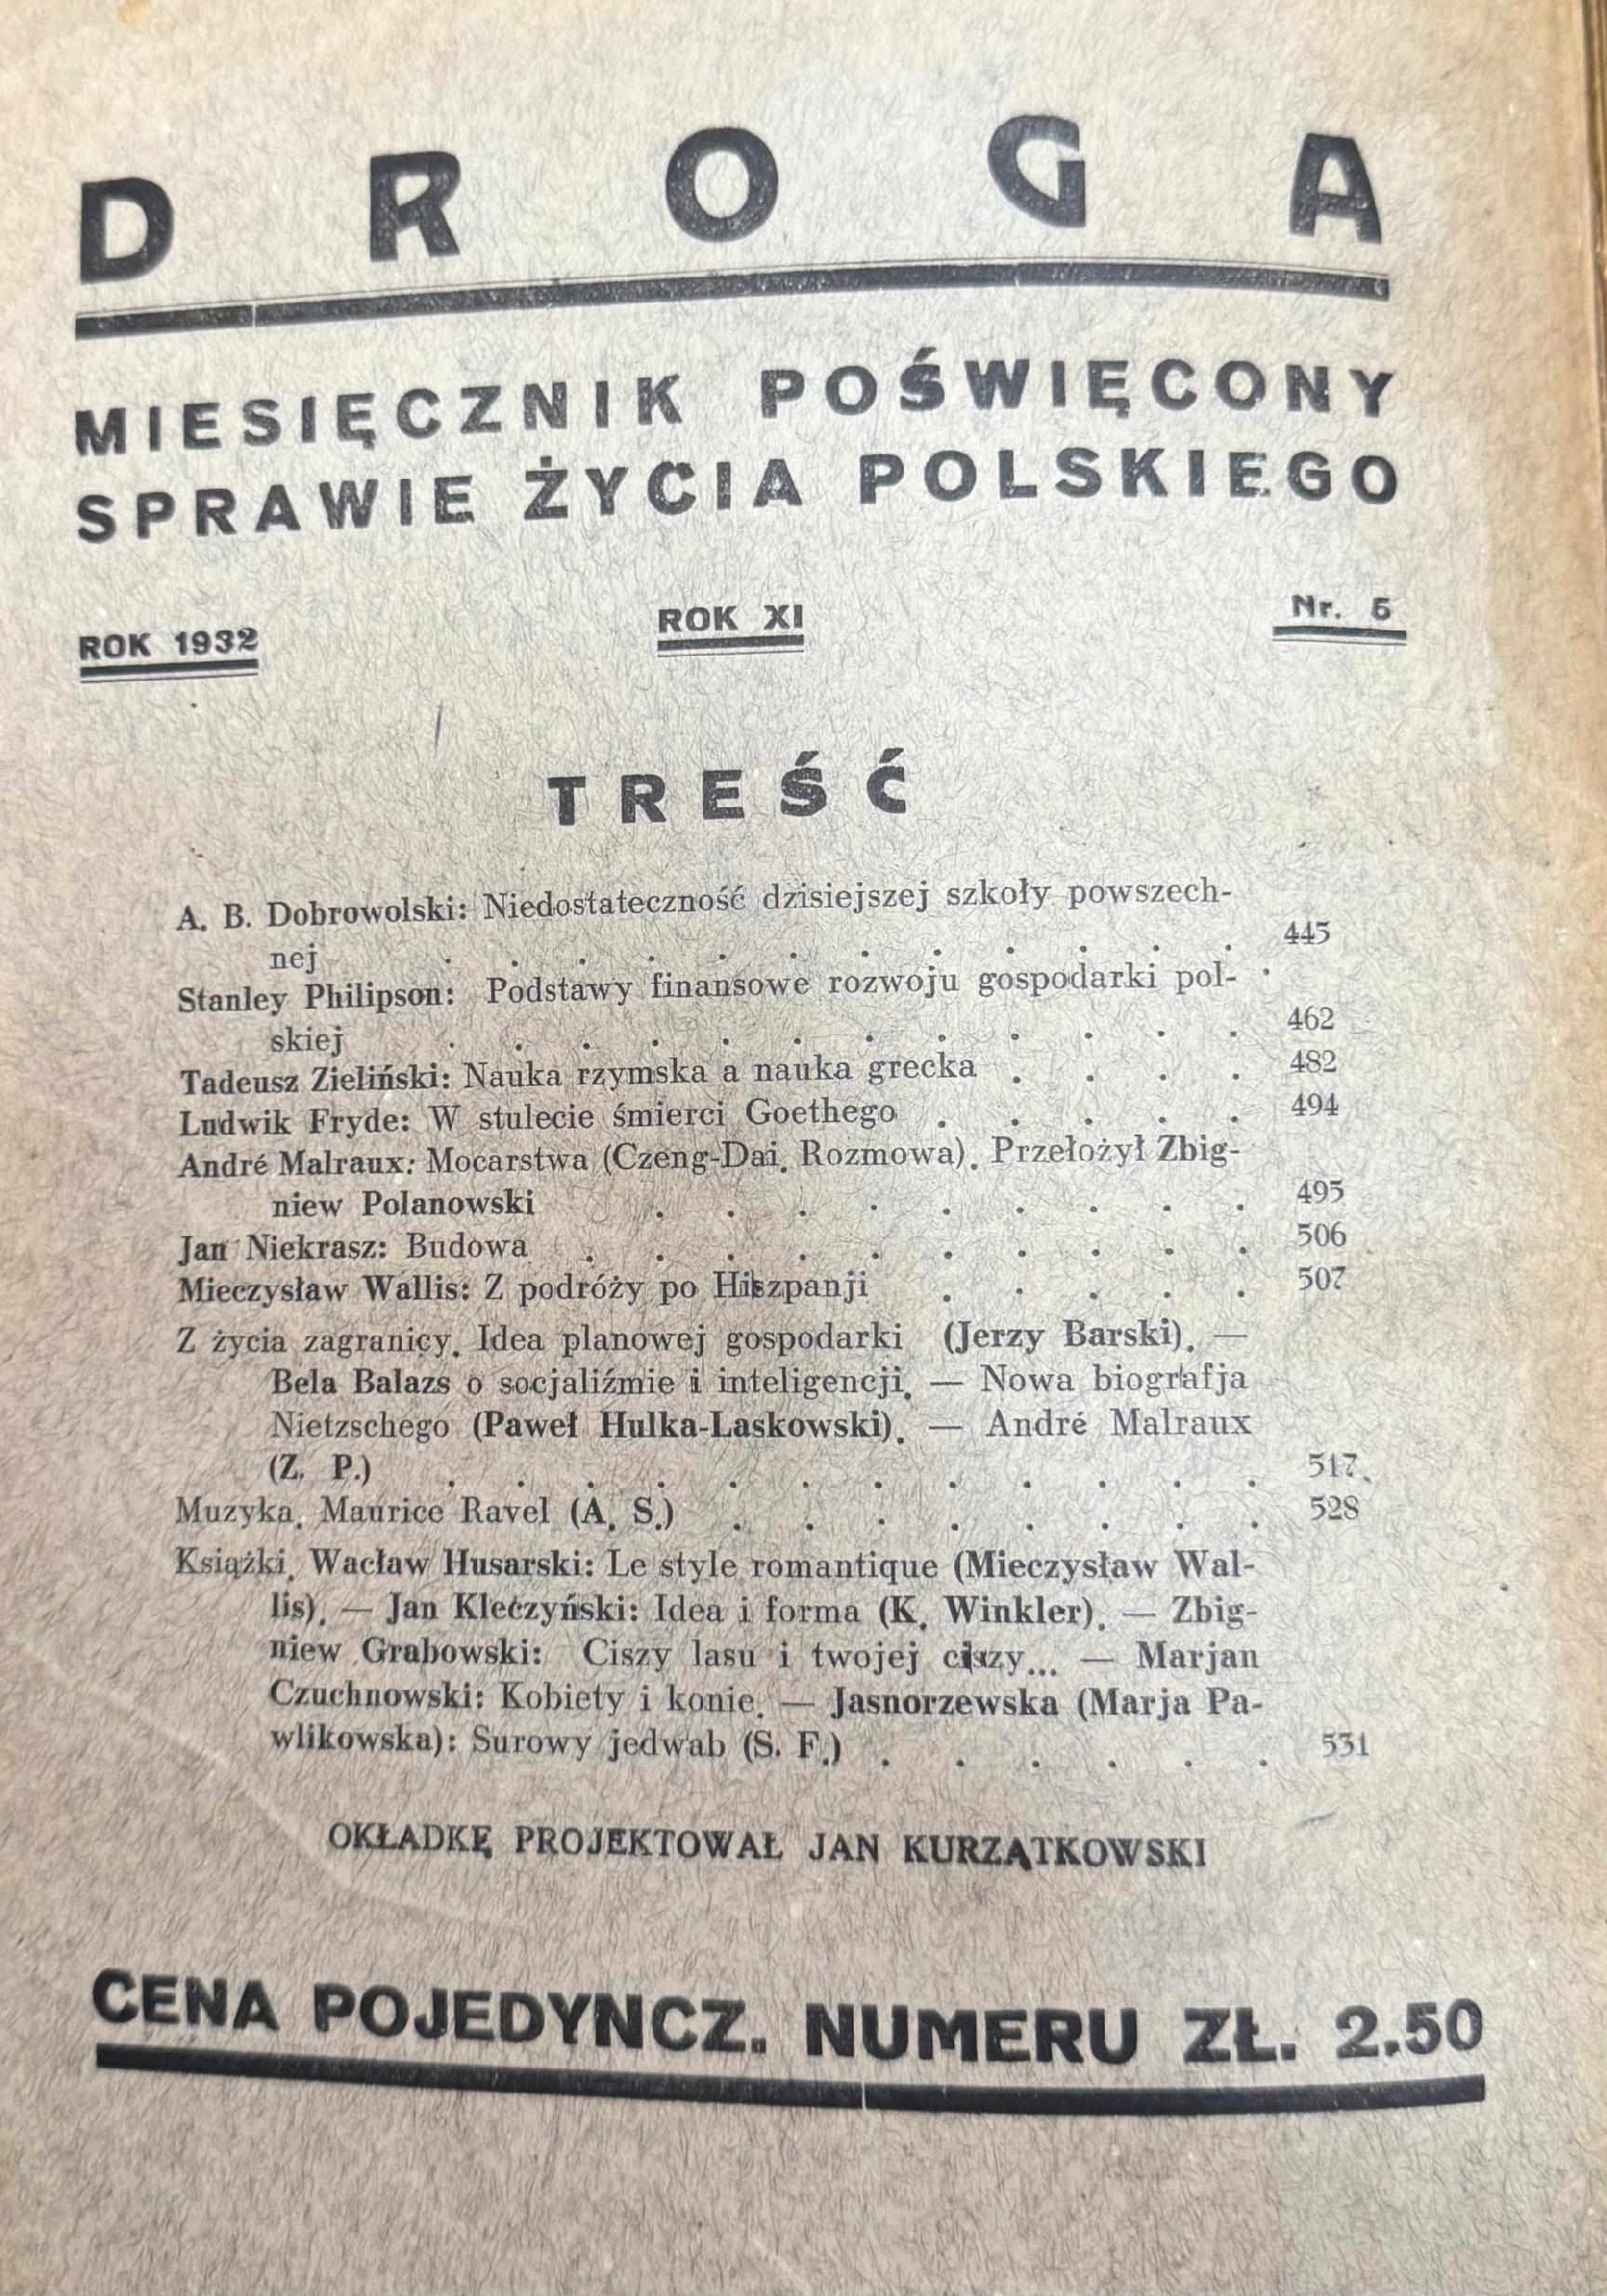 DROGA
MIESIĘCZNIK POŚWIĘCONY
SPRAWIE ŻYCIA POLSKIEGO
ROK 1932 ROK XI Nr. 5
TREŚĆ
A. B. Dobrowolski: Niedostateczność dzisiejszej szkoły powszech-
nej . . . . . . . . . . . . 445
Stanley Philipson: Podstawy finansowe rozwoju gospodarki pol-
skiej . . . . . . . . . . . . 462
Tadeusz Zieliński: Nauka rzymska a nauka grecka . . . . 482
Ludwik Fryde: W stulecie śmierci Goethego . . . . . 494
André Malraux: Mocarstwa (Czeng-Dai. Rozmowa). Przełożył Zbig-
niew Polanowski . . . . . . . . . 495
Jan Niekrasz: Budowa . . . . . . . . . . 506
Mieczysław Wallis: Z podróży po Hiszpanji . . . . . 507
Z życia zagranicy. Idea planowej gospodarki (Jerzy Barski). —
Bela Balazs o socjaliźmie i inteligencji. — Nowa biografja
Nietzschego (Paweł Hulka-Laskowski). — André Malraux
(Z. P.) . . . . . . . . . . . . 517
Muzyka. Maurice Ravel (A. S.) . . . . . . . . 528
Książki. Wacław Husarski: Le style romantique (Mieczysław Wal-
lis). — Jan Kleczyński: Idea i forma (K. Winkler). — Zbig-
niew Grabowski: Ciszy lasu i twojej ciszy... — Marjan
Czuchnowski: Kobiety i konie. — Jasnorzewska (Marja Pa-
wlikowska): Surowy jedwab (S. F.) . . . . . . 531
OKŁADKĘ PROJEKTOWAŁ JAN KURZĄTKOWSKI
CENA POJEDYNCZ. NUMERU ZŁ. 2.50